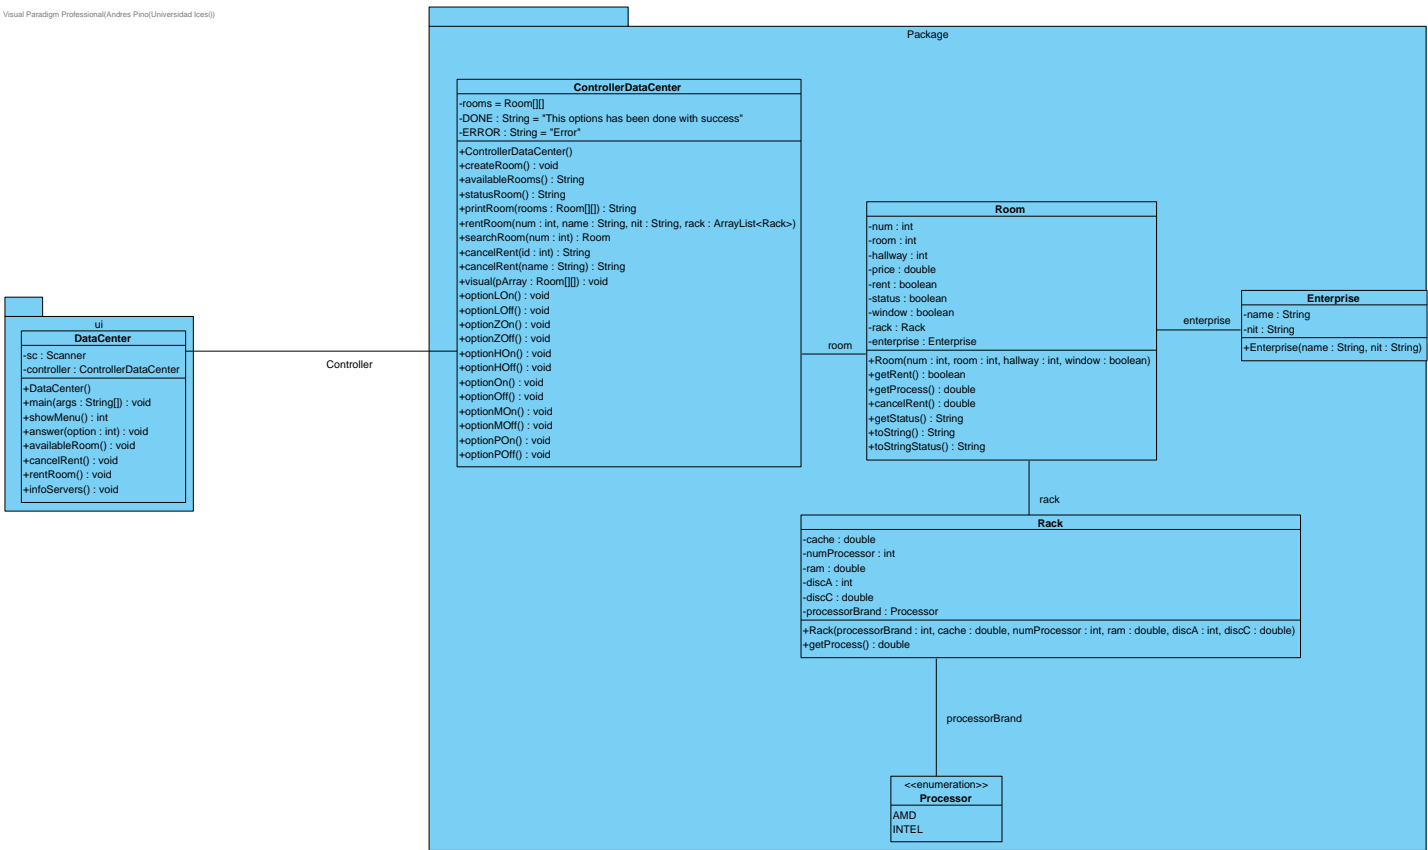 Visual Paradigm Professional(Andres Pino(Universidad Icesi))
Package
ControllerDataCenter
-rooms = Room[][]
-DONE : String = "This options has been done with success"
-ERROR : String = "Error"
+ControllerDataCenter()
+createRoom() : void
+availableRooms() : String
+statusRoom() : String
+printRoom(rooms : Room[][]) : String
+rentRoom(num : int, name : String, nit : String, rack : ArrayList<Rack>)
+searchRoom(num : int) : Room
+cancelRent(id : int) : String
+cancelRent(name : String) : String
+visual(pArray : Room[][]) : void
+optionLOn() : void
+optionLOff() : void
+optionZOn() : void
+optionZOff() : void
+optionHOn() : void
+optionHOff() : void
+optionOn() : void
+optionOff() : void
+optionMOn() : void
+optionMOff() : void
+optionPOn() : void
+optionPOff() : void
Room
-num : int
-room : int
-hallway : int
-price : double
-rent : boolean
-status : boolean
-window : boolean
-rack : Rack
-enterprise : Enterprise
+Room(num : int, room : int, hallway : int, window : boolean)
+getRent() : boolean
+getProcess() : double
+cancelRent() : double
+getStatus() : String
+toString() : String
+toStringStatus() : String
Enterprise
-name : String
-nit : String
+Enterprise(name : String, nit : String)
enterprise
room
ui
DataCenter
-sc : Scanner
-controller : ControllerDataCenter
+DataCenter()
+main(args : String[]) : void
+showMenu() : int
+answer(option : int) : void
+availableRoom() : void
+cancelRent() : void
+rentRoom() : void
+infoServers() : void
Controller
rack
Rack
-cache : double
-numProcessor : int
-ram : double
-discA : int
-discC : double
-processorBrand : Processor
+Rack(processorBrand : int, cache : double, numProcessor : int, ram : double, discA : int, discC : double)
+getProcess() : double
processorBrand
<<enumeration>>
Processor
AMD
INTEL